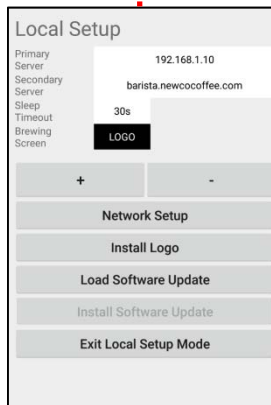 Local Setup
Primary
Server
192.168.1.10
Secondary
Server
barista.newcocoffee.com
Sleep
Timeout
30s
Brewing
Screen
LOGO
+
-
Network Setup
Install Logo
Load Software Update
Install Software Update
Exit Local Setup Mode